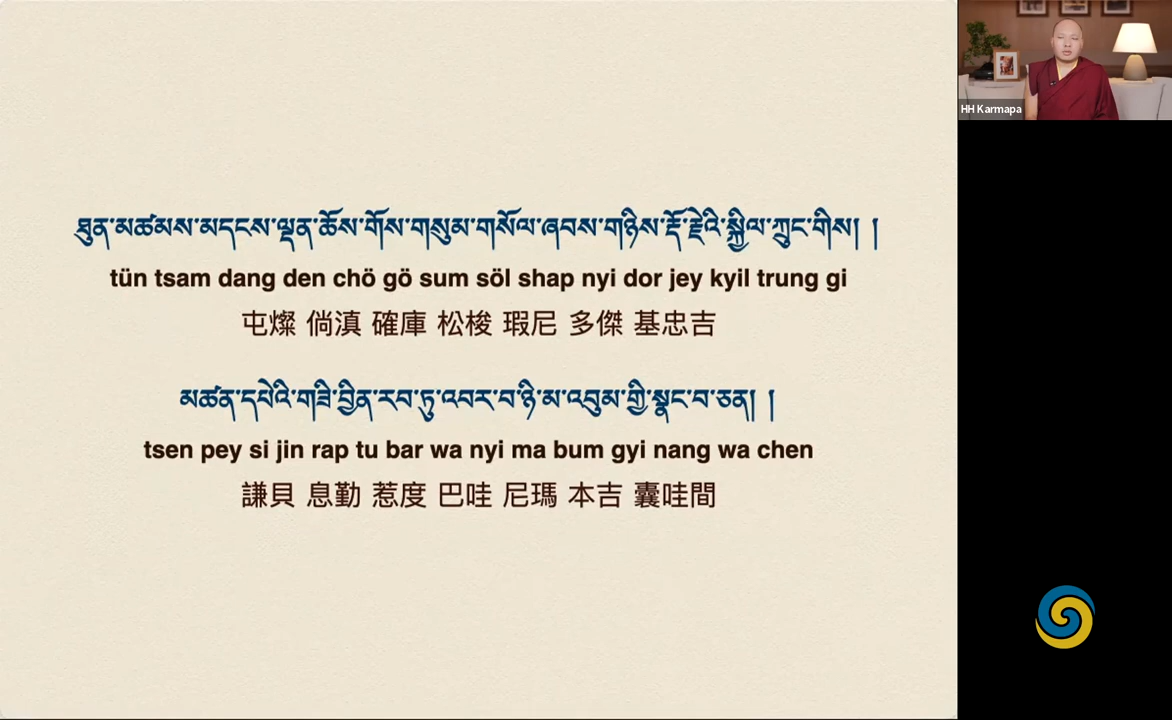 ཐུན་མཚམས་མདངས་ལྡན་ཆོས་གོས་གསུམ་གསོལ་ཞབས་གཉིས་རྡོ་རྗེའི་སྐྱིལ་ཀྲུང་གིས། །
tün tsam dang den chö gö sum söl shap nyi dor jey kyil trung gi
屯燦 倘滇 確庫 松梭 瑕尼 多傑 基忠吉
མཚན་དཔེའི་གཟི་བྱིན་རབ་ཏུ་འབར་བ་ཉི་མ་འབུམ་གྱི་སྣང་བ་ཅན། །
tsen pey si jin rap tu bar wa nyi ma bum gyi nang wa chen
謙貝 息勤 惹度 巴哇 尼瑪 本吉 囊哇間
HH Karmapa